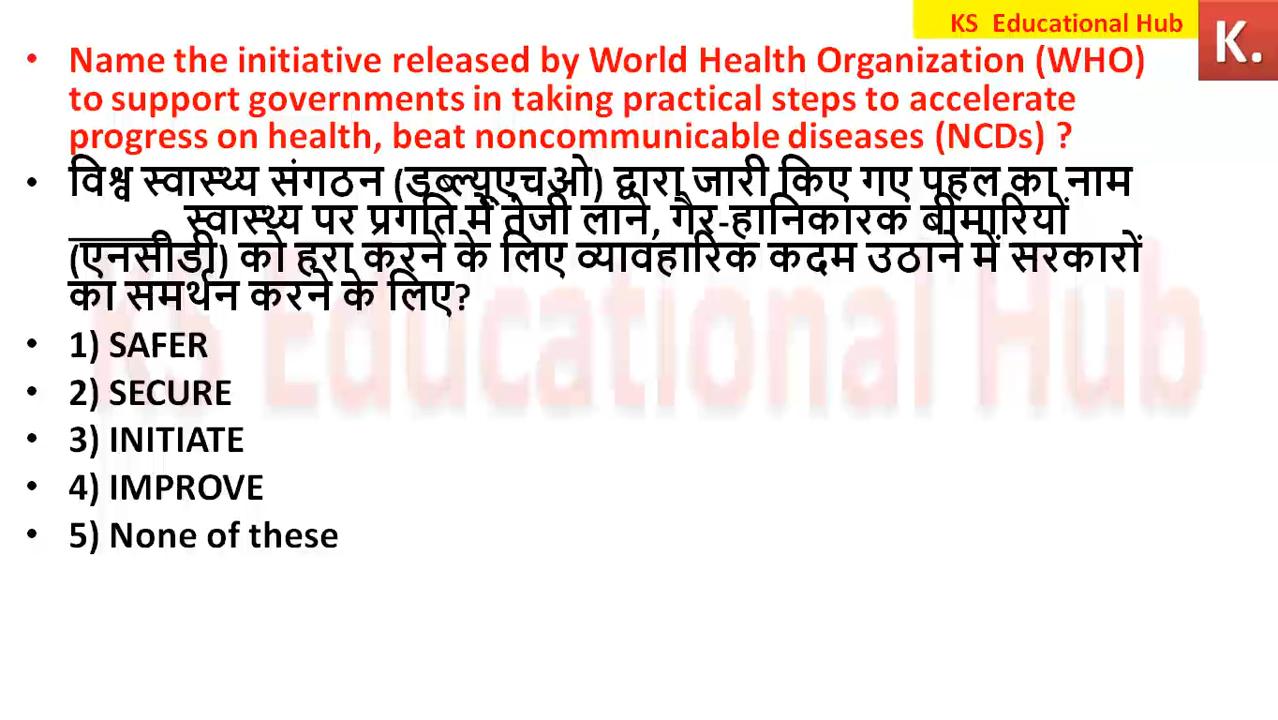 KS Educational Hub
K.
• Name the initiative released by World Health Organization (WHO)
to support governments in taking practical steps to accelerate
progress on health, beat noncommunicable diseases (NCDs) ?
• विश्व स्वास्थ्य संगठन (डब्ल्यूएचओ) द्वारा जारी किए गए पहल का नाम
______ स्वास्थ्य पर प्रगति में तेजी लाने, गैर-हानिकारक बीमारियों
(एनसीडी) को हरा करने के लिए व्यावहारिक कदम उठाने में सरकारों
का समर्थन करने के लिए?
• 1) SAFER
• 2) SECURE
• 3) INITIATE
• 4) IMPROVE
• 5) None of these
KS Educational Hub